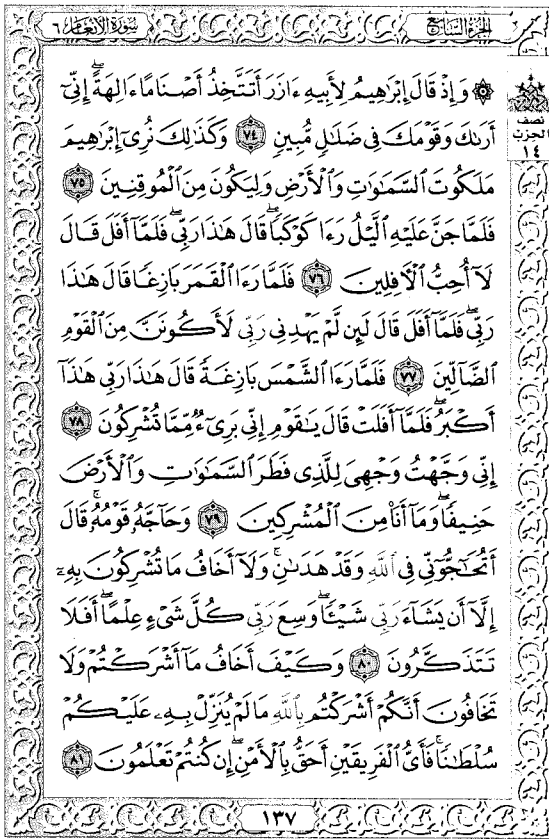 سورة الأنعام ٦
الجزء السابع
نصف
الحزب
١٤
۞ وَإِذْ قَالَ إِبْرَٰهِيمُ لِأَبِيهِ ءَازَرَ أَتَتَّخِذُ أَصْنَامًا ءَالِهَةً ۖ إِنِّىٓ
أَرَىٰكَ وَقَوْمَكَ فِى ضَلَٰلٍ مُّبِينٍ ٧٤ وَكَذَٰلِكَ نُرِىٓ إِبْرَٰهِيمَ
مَلَكُوتَ ٱلسَّمَٰوَٰتِ وَٱلْأَرْضِ وَلِيَكُونَ مِنَ ٱلْمُوقِنِينَ ٧٥
فَلَمَّا جَنَّ عَلَيْهِ ٱلَّيْلُ رَءَا كَوْكَبًا ۖ قَالَ هَٰذَا رَبِّى ۖ فَلَمَّآ أَفَلَ قَالَ
لَآ أُحِبُّ ٱلْءَافِلِينَ ٧٦ فَلَمَّا رَءَا ٱلْقَمَرَ بَازِغًا قَالَ هَٰذَا
رَبِّى ۖ فَلَمَّآ أَفَلَ قَالَ لَئِن لَّمْ يَهْدِنِى رَبِّى لَأَكُونَنَّ مِنَ ٱلْقَوْمِ
ٱلضَّآلِّينَ ٧٧ فَلَمَّا رَءَا ٱلشَّمْسَ بَازِغَةً قَالَ هَٰذَا رَبِّى هَٰذَآ
أَكْبَرُ ۖ فَلَمَّآ أَفَلَتْ قَالَ يَٰقَوْمِ إِنِّى بَرِىٓءٌ مِّمَّا تُشْرِكُونَ ٧٨
إِنِّى وَجَّهْتُ وَجْهِىَ لِلَّذِى فَطَرَ ٱلسَّمَٰوَٰتِ وَٱلْأَرْضَ
حَنِيفًا ۖ وَمَآ أَنَا۠ مِنَ ٱلْمُشْرِكِينَ ٧٩ وَحَآجَّهُۥ قَوْمُهُۥ ۚ قَالَ
أَتُحَٰٓجُّوٓنِّى فِى ٱللَّهِ وَقَدْ هَدَىٰنِ ۚ وَلَآ أَخَافُ مَا تُشْرِكُونَ بِهِۦٓ
إِلَّآ أَن يَشَآءَ رَبِّى شَيْـًٔا ۗ وَسِعَ رَبِّى كُلَّ شَىْءٍ عِلْمًا ۗ أَفَلَا
تَتَذَكَّرُونَ ٨٠ وَكَيْفَ أَخَافُ مَآ أَشْرَكْتُمْ وَلَا
تَخَافُونَ أَنَّكُمْ أَشْرَكْتُم بِٱللَّهِ مَا لَمْ يُنَزِّلْ بِهِۦ عَلَيْكُمْ
سُلْطَٰنًا ۚ فَأَىُّ ٱلْفَرِيقَيْنِ أَحَقُّ بِٱلْأَمْنِ ۖ إِن كُنتُمْ تَعْلَمُونَ ٨١
١٣٧